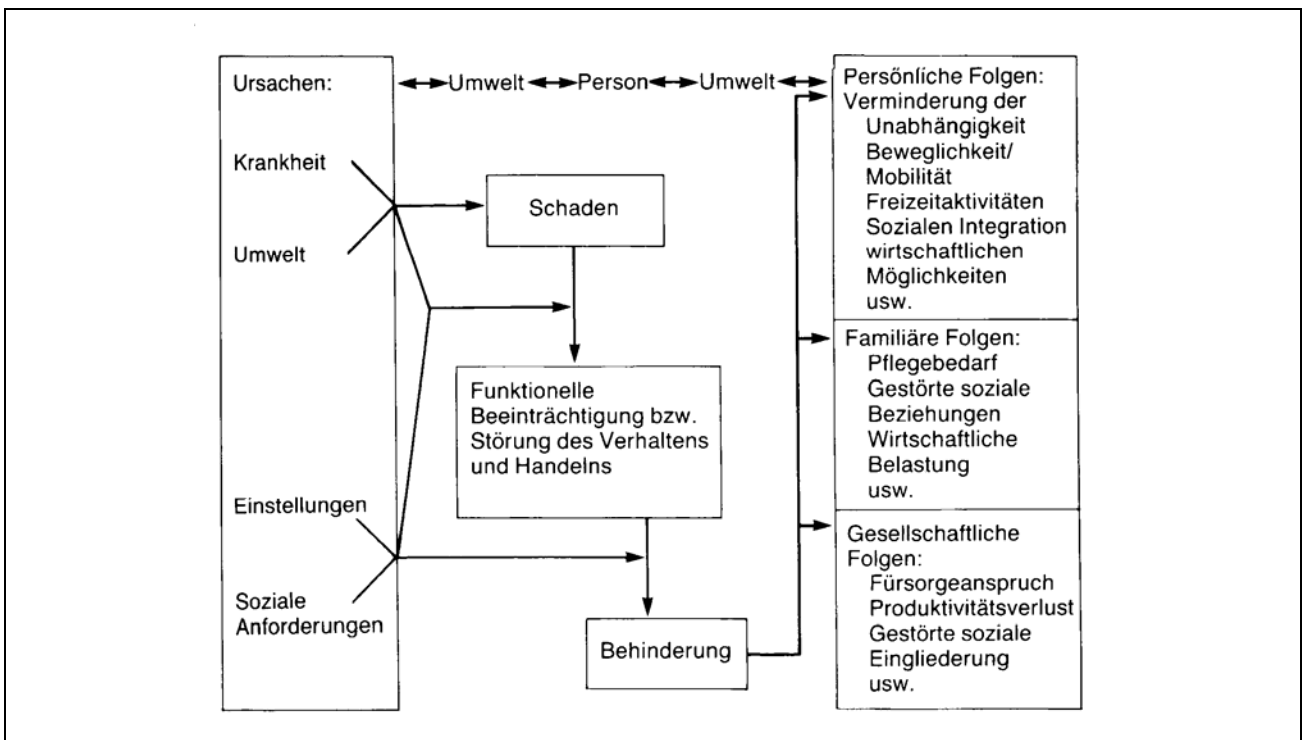 Ursachen:
Umwelt Person Umwelt
Krankheit
Umwelt
Einstellungen
Soziale
Anforderungen
Schaden
Funktionelle
Beeinträchtigung bzw.
Störung des Verhaltens
und Handelns
Behinderung
Persönliche Folgen:
Verminderung der
Unabhängigkeit
Beweglichkeit/
Mobilität
Freizeitaktivitäten
Sozialen Integration
wirtschaftlichen
Möglichkeiten
usw.
Familiäre Folgen:
Pflegebedarf
Gestörte soziale
Beziehungen
Wirtschaftliche
Belastung
usw.
Gesellschaftliche
Folgen:
Fürsorgeanspruch
Produktivitätsverlust
Gestörte soziale
Eingliederung
usw.